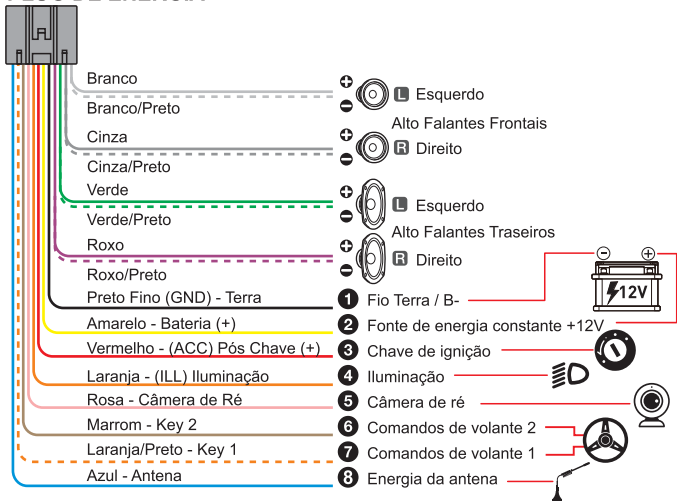 Branco
Branco/Preto
L Esquerdo
Alto Falantes Frontais
Cinza
Cinza/Preto
R Direito
Verde
Verde/Preto
L Esquerdo
Alto Falantes Traseiros
Roxo
Roxo/Preto
R Direito
Preto Fino (GND) - Terra
1 Fio Terra / B-
12V
Amarelo - Bateria (+)
2 Fonte de energia constante +12V
Vermelho - (ACC) Pós Chave (+)
3 Chave de ignição
Laranja - (ILL) Iluminação
4 Iluminação
Rosa - Câmera de Ré
5 Câmera de ré
Marrom - Key 2
6 Comandos de volante 2
Laranja/Preto - Key 1
7 Comandos de volante 1
Azul - Antena
8 Energia da antena